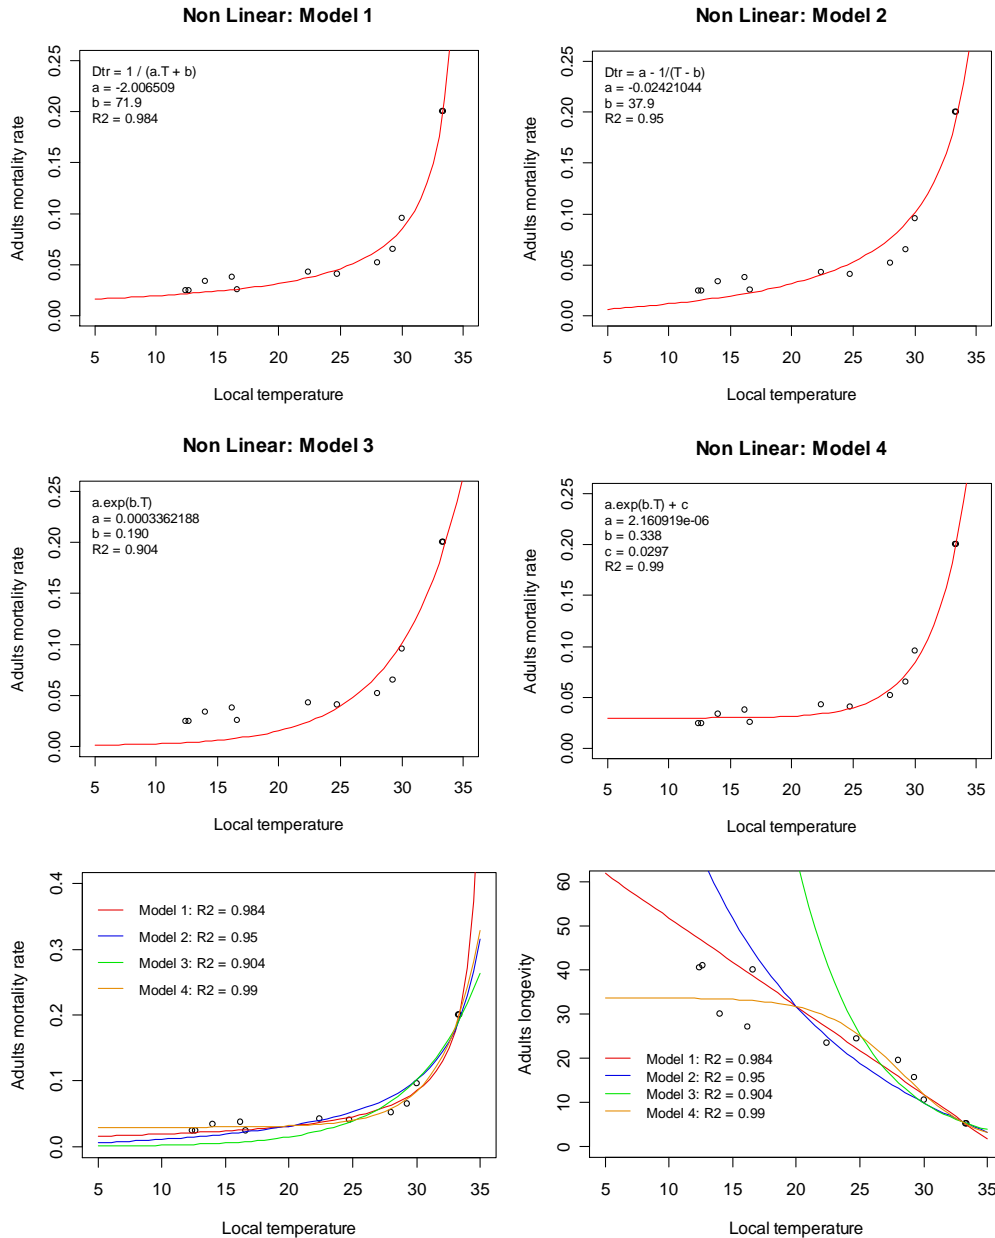 Non Linear: Model 1
Dtr = 1 / (a.T + b)
a = -2.006509
b = 71.9
R2 = 0.984
Adults mortality rate
0.00 0.05 0.10 0.15 0.20 0.25
5 10 15 20 25 30 35
Local temperature
Non Linear: Model 2
Dtr = a - 1/(T - b)
a = -0.02421044
b = 37.9
R2 = 0.95
Adults mortality rate
0.00 0.05 0.10 0.15 0.20 0.25
5 10 15 20 25 30 35
Local temperature
Non Linear: Model 3
a.exp(b.T)
a = 0.0003362188
b = 0.190
R2 = 0.904
Adults mortality rate
0.00 0.05 0.10 0.15 0.20 0.25
5 10 15 20 25 30 35
Local temperature
Non Linear: Model 4
a.exp(b.T) + c
a = 2.160919e-06
b = 0.338
c = 0.0297
R2 = 0.99
Adults mortality rate
0.00 0.05 0.10 0.15 0.20 0.25
5 10 15 20 25 30 35
Local temperature
Model 1: R2 = 0.984
Model 2: R2 = 0.95
Model 3: R2 = 0.904
Model 4: R2 = 0.99
Adults mortality rate
0.0 0.1 0.2 0.3 0.4
5 10 15 20 25 30 35
Local temperature
Adults longevity
0 10 20 30 40 50 60
Model 1: R2 = 0.984
Model 2: R2 = 0.95
Model 3: R2 = 0.904
Model 4: R2 = 0.99
5 10 15 20 25 30 35
Local temperature